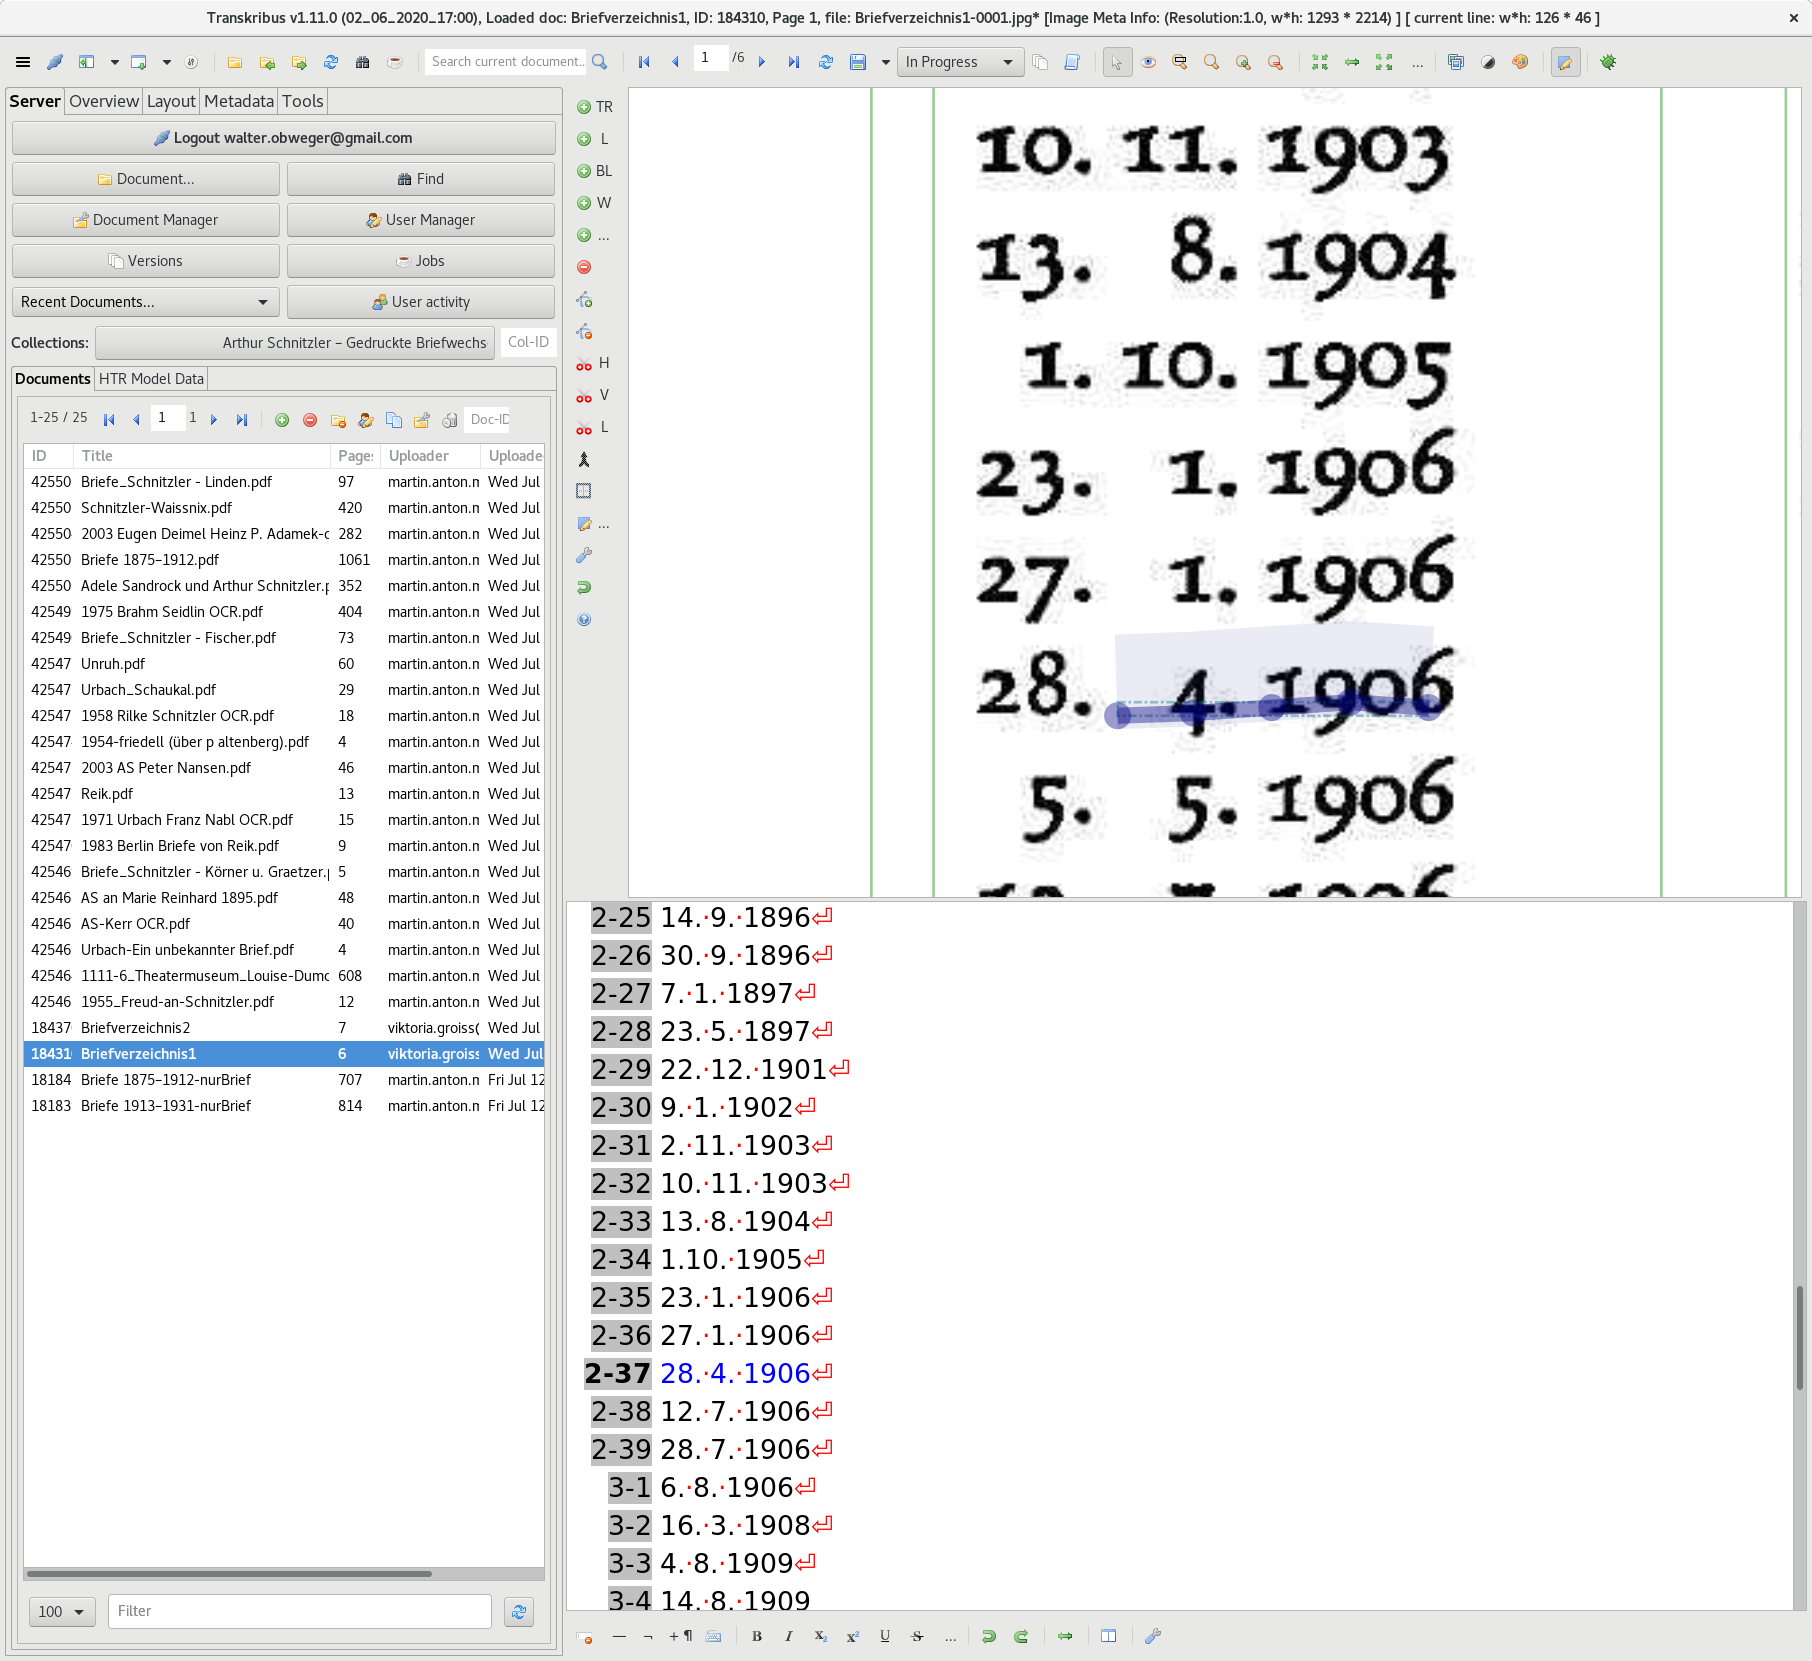 Transkribus v1.11.0 (02_06_2020_17:00), Loaded doc: Briefverzeichnis1, ID: 184310, Page 1, file: Briefverzeichnis1-0001.jpg* [Image Meta Info: (Resolution:1.0, w*h: 1293 * 2214) ] [ current line: w*h: 126 * 46 ]
Search current document... 1 /6 In Progress ...
Server Overview Layout Metadata Tools
Logout walter.obweger@gmail.com
Document... Find
Document Manager User Manager
Versions Jobs
Recent Documents... User activity
Collections: Arthur Schnitzler – Gedruckte Briefwechs Col-ID
Documents HTR Model Data
1-25 / 25 1 1 Doc-ID
ID Title Pages Uploader Uploade
42550 Briefe_Schnitzler - Linden.pdf 97 martin.anton.m Wed Jul
42550 Schnitzler-Waissnix.pdf 420 martin.anton.m Wed Jul
42550 2003 Eugen Deimel Heinz P. Adamek-c 282 martin.anton.m Wed Jul
42550 Briefe 1875–1912.pdf 1061 martin.anton.m Wed Jul
42550 Adele Sandrock und Arthur Schnitzler.p 352 martin.anton.m Wed Jul
42549 1975 Brahm Seidlin OCR.pdf 404 martin.anton.m Wed Jul
42549 Briefe_Schnitzler - Fischer.pdf 73 martin.anton.m Wed Jul
42547 Unruh.pdf 60 martin.anton.m Wed Jul
42547 Urbach_Schaukal.pdf 29 martin.anton.m Wed Jul
42547 1958 Rilke Schnitzler OCR.pdf 18 martin.anton.m Wed Jul
42547 1954-friedell (über p altenberg).pdf 4 martin.anton.m Wed Jul
42547 2003 AS Peter Nansen.pdf 46 martin.anton.m Wed Jul
42547 Reik.pdf 13 martin.anton.m Wed Jul
42547 1971 Urbach Franz Nabl OCR.pdf 15 martin.anton.m Wed Jul
42547 1983 Berlin Briefe von Reik.pdf 9 martin.anton.m Wed Jul
42546 Briefe_Schnitzler - Körner u. Graetzer.p 5 martin.anton.m Wed Jul
42546 AS an Marie Reinhard 1895.pdf 48 martin.anton.m Wed Jul
42546 AS-Kerr OCR.pdf 40 martin.anton.m Wed Jul
42546 Urbach-Ein unbekannter Brief.pdf 4 martin.anton.m Wed Jul
42546 1111-6_Theatermuseum_Louise-Dumc 608 martin.anton.m Wed Jul
42546 1955_Freud-an-Schnitzler.pdf 12 martin.anton.m Wed Jul
18437 Briefverzeichnis2 7 viktoria.groiss( Wed Jul
18431 Briefverzeichnis1 6 viktoria.groiss Wed Jul
18184 Briefe 1875–1912-nurBrief 707 martin.anton.m Fri Jul 12
18183 Briefe 1913–1931-nurBrief 814 martin.anton.m Fri Jul 12
100 Filter
TR
L
BL
W
...
H
V
L
...
10. 11. 1903
13. 8. 1904
1. 10. 1905
23. 1. 1906
27. 1. 1906
28. 4. 1906
5. 5. 1906
2-25 14.·9.·1896
2-26 30.·9.·1896
2-27 7.·1.·1897
2-28 23.·5.·1897
2-29 22.·12.·1901
2-30 9.·1.·1902
2-31 2.·11.·1903
2-32 10.·11.·1903
2-33 13.·8.·1904
2-34 1.10.·1905
2-35 23.·1.·1906
2-36 27.·1.·1906
2-37 28.·4.·1906
2-38 12.·7.·1906
2-39 28.·7.·1906
3-1 6.·8.·1906
3-2 16.·3.·1908
3-3 4.·8.·1909
3-4 14.·8.·1909
— ¬ +¶ B I X₂ X² U S ...